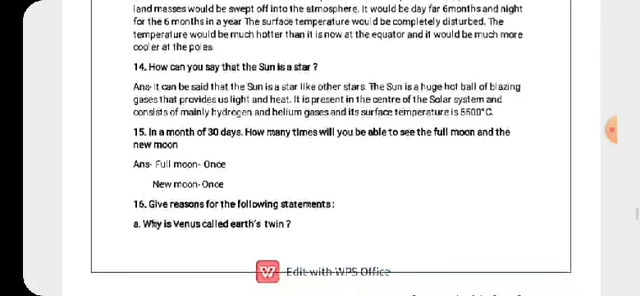 land masses would be swept off into the atmosphere. It would be day far 6months and night
for the 6 months in a year The surface temperature would be completely disturbed. The
temperature would be much hotter than it is now at the equator and it would be much more
cooler at the poles
14. How can you say that the Sun is a star ?
Ans- It can be said that the Sun is a star like other stars. The Sun is a huge hot ball of blazing
gases that provides us light and heat. It is present in the centre of the Solar system and
consists of mainly hydrogen and helium gases and its surface temperature is 5500°C.
15. In a month of 30 days. How many times will you be able to see the full moon and the
new moon
Ans- Full moon- Once
New moon- Once
16. Give reasons for the following statements:
a. Why is Venus called earth's twin ?
Edit with WPS Office